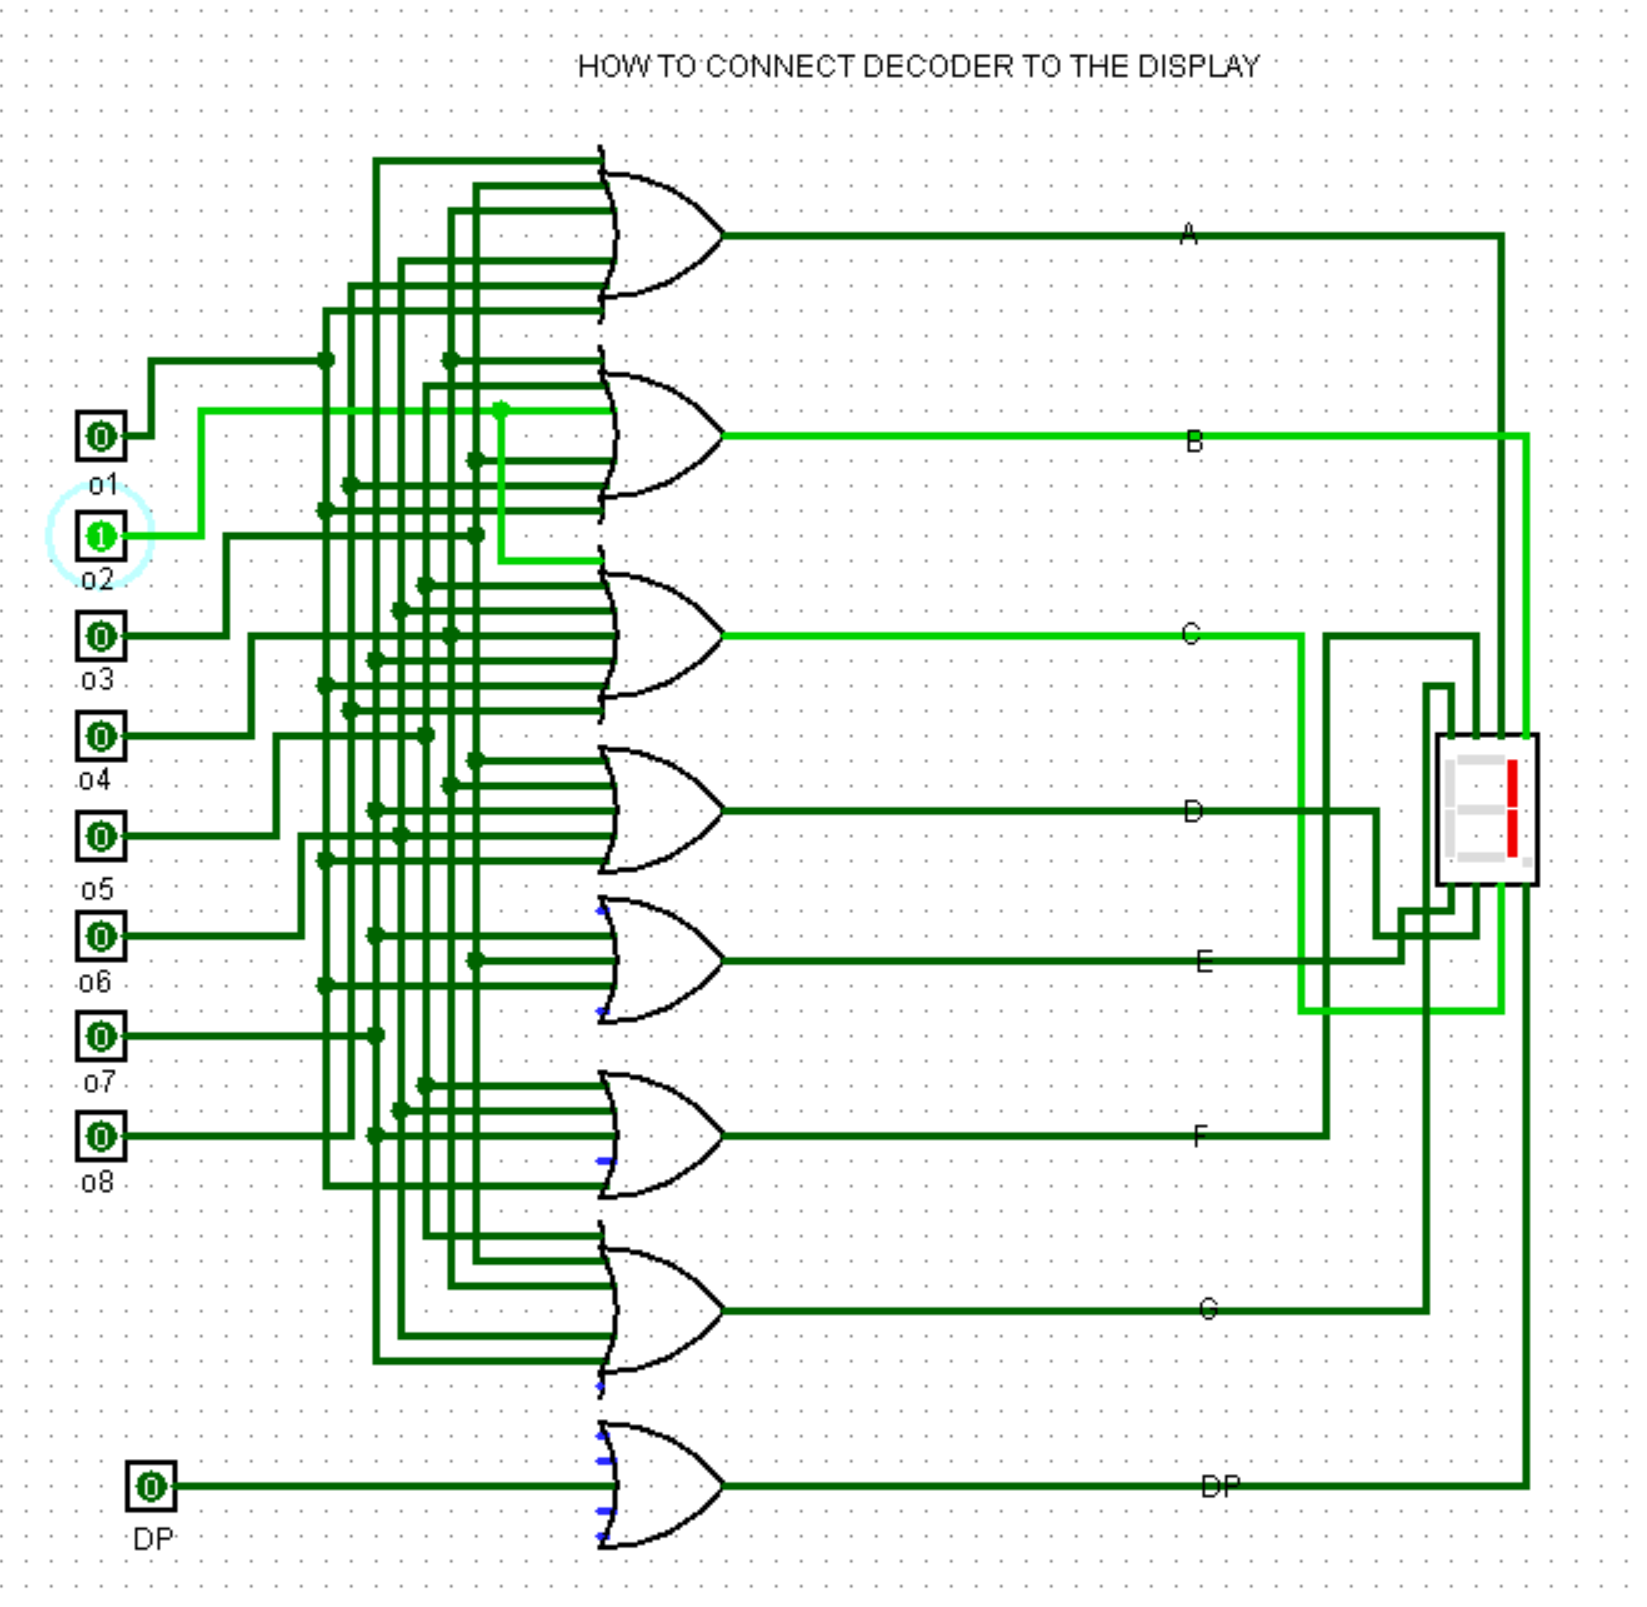 HOW TO CONNECT DECODER TO THE DISPLAY
A
B
0
o1
1
o2
0
o3
C
0
o4
D
0
o5
0
o6
E
0
o7
F
0
o8
G
0
DP
DP